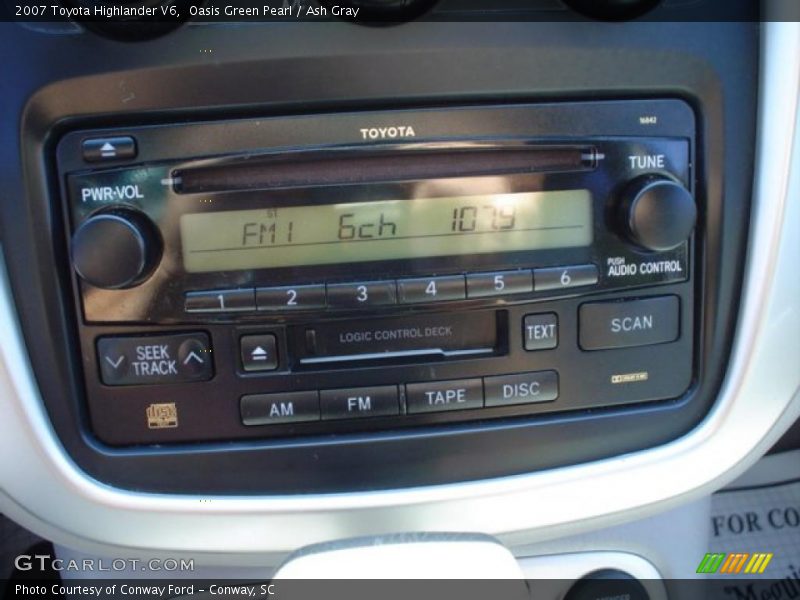 2007 Toyota Highlander V6,  Oasis Green Pearl / Ash Gray
TOYOTA
16842
TUNE
PWR•VOL
ST
FM1 6ch 107.9
PUSH
AUDIO CONTROL
1 2 3 4 5 6
LOGIC CONTROL DECK
TEXT
SCAN
SEEK
TRACK
AM FM TAPE DISC
FOR CO
GTCARLOT.COM
Photo Courtesy of Conway Ford – Conway, SC